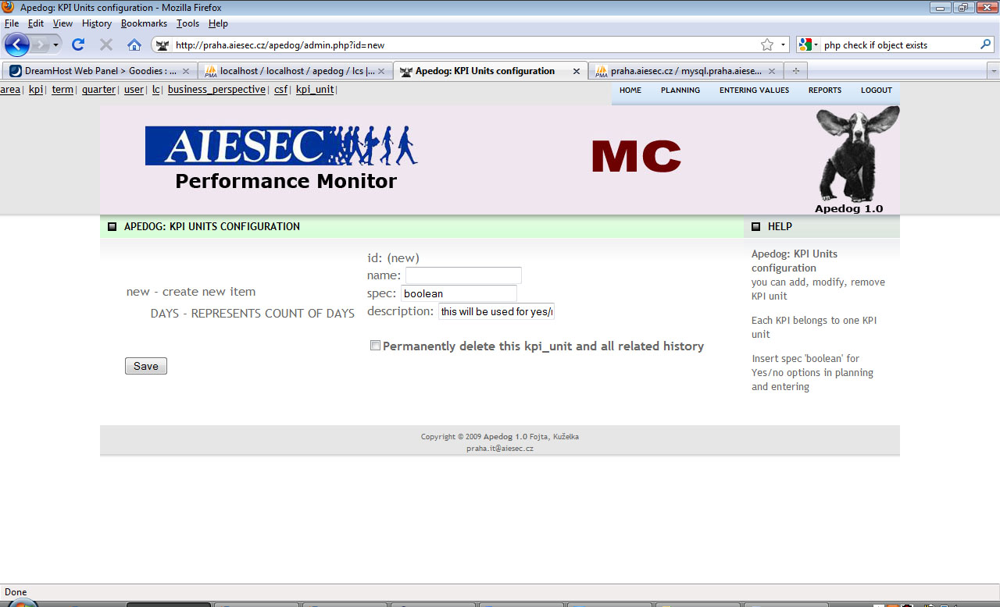 Apedog: KPI Units configuration - Mozilla Firefox
File Edit View History Bookmarks Tools Help
http://praha.aiesec.cz/apedog/admin.php?id=new
php check if object exists
DreamHost Web Panel > Goodies : ...
localhost / localhost / apedog / lcs |...
Apedog: KPI Units configuration
praha.aiesec.cz / mysql.praha.aiese...
area| kpi| term| quarter| user| lc| business_perspective| csf| kpi_unit|
HOME PLANNING ENTERING VALUES REPORTS LOGOUT
AIESEC
Performance Monitor
MC
Apedog 1.0
APEDOG: KPI UNITS CONFIGURATION
new - create new item
DAYS - REPRESENTS COUNT OF DAYS
id: (new)
name:
spec: boolean
description: this will be used for yes/
Permanently delete this kpi_unit and all related history
Save
HELP
Apedog: KPI Units
configuration
you can add, modify, remove
KPI unit
Each KPI belongs to one KPI
unit
Insert spec 'boolean' for
Yes/no options in planning
and entering
Copyright © 2009 Apedog 1.0 Fojta, Kuželka
praha.it@aiesec.cz
Done